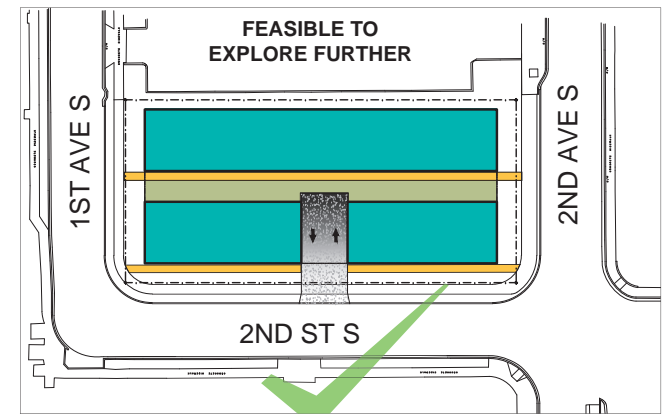 FEASIBLE TO
EXPLORE FURTHER
1ST AVE S
2ND AVE S
2ND ST S